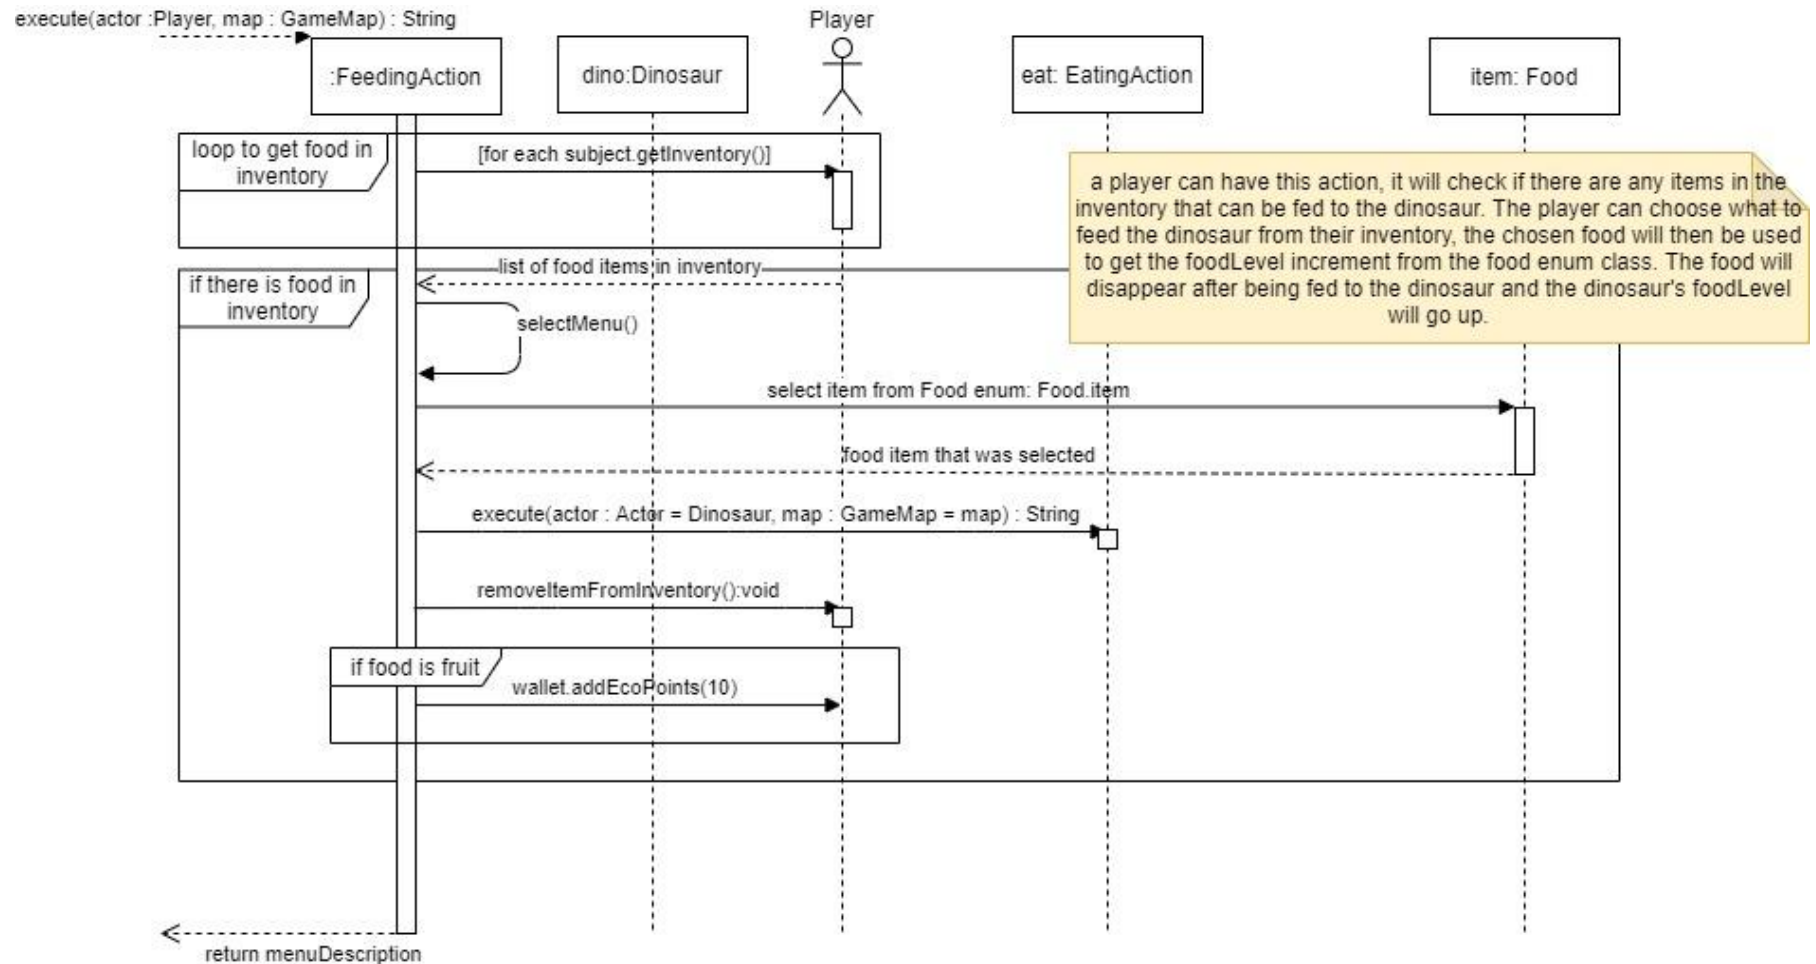 execute(actor :Player, map : GameMap) : String
Player
:FeedingAction
dino:Dinosaur
eat: EatingAction
item: Food
loop to get food in
inventory
[for each subject.getInventory()]
a player can have this action, it will check if there are any items in the
inventory that can be fed to the dinosaur. The player can choose what to
feed the dinosaur from their inventory, the chosen food will then be used
to get the foodLevel increment from the food enum class. The food will
disappear after being fed to the dinosaur and the dinosaur's foodLevel
will go up.
if there is food in
inventory
list of food items in inventory
selectMenu()
select item from Food enum: Food.item
food item that was selected
execute(actor : Actor = Dinosaur, map : GameMap = map) : String
removeItemFromInventory():void
if food is fruit
wallet.addEcoPoints(10)
return menuDescription